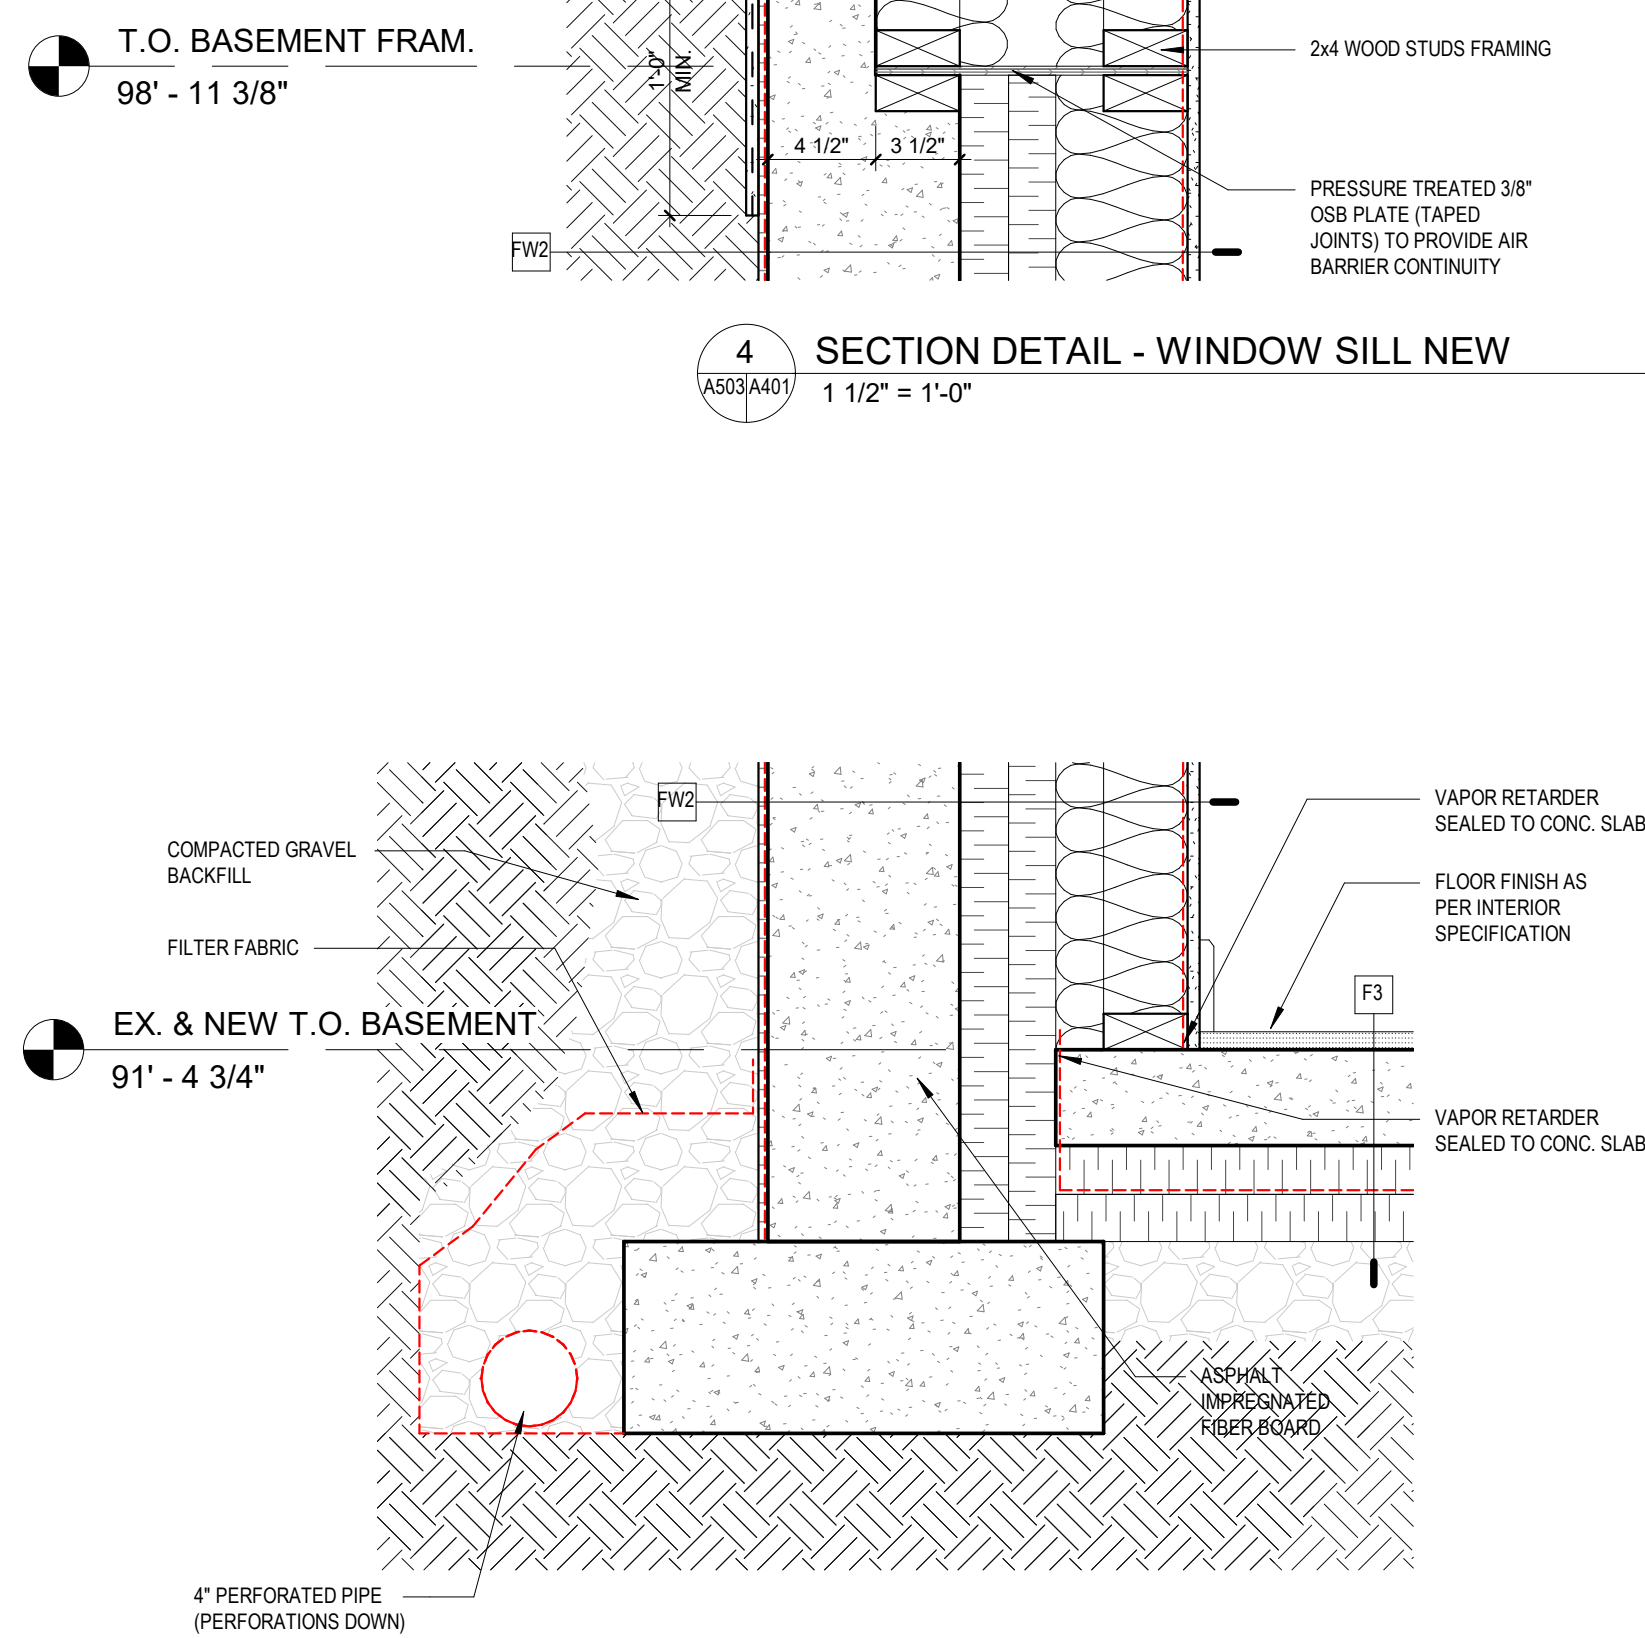 T.O. BASEMENT FRAM.
98' - 11 3/8"
1'-0"
MIN.
4 1/2"
3 1/2"
2x4 WOOD STUDS FRAMING
PRESSURE TREATED 3/8"
OSB PLATE (TAPED
JOINTS) TO PROVIDE AIR
BARRIER CONTINUITY
FW2
4
A503
A401
SECTION DETAIL - WINDOW SILL NEW
1 1/2" = 1'-0"
FW2
VAPOR RETARDER
SEALED TO CONC. SLAB
COMPACTED GRAVEL
BACKFILL
FLOOR FINISH AS
PER INTERIOR
SPECIFICATION
FILTER FABRIC
F3
EX. & NEW T.O. BASEMENT
91' - 4 3/4"
VAPOR RETARDER
SEALED TO CONC. SLAB
ASPHALT
IMPREGNATED
FIBER BOARD
4" PERFORATED PIPE
(PERFORATIONS DOWN)